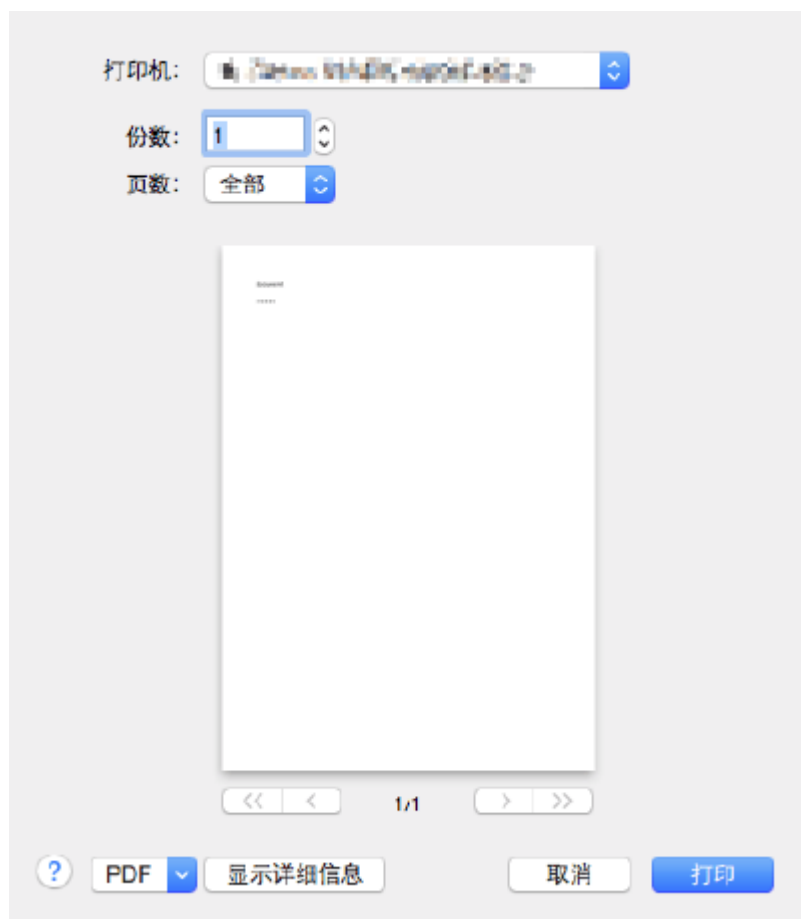 打印机：
份数： 1
页数： 全部
Document
<< < 1/1 > >>
? PDF 显示详细信息 取消 打印